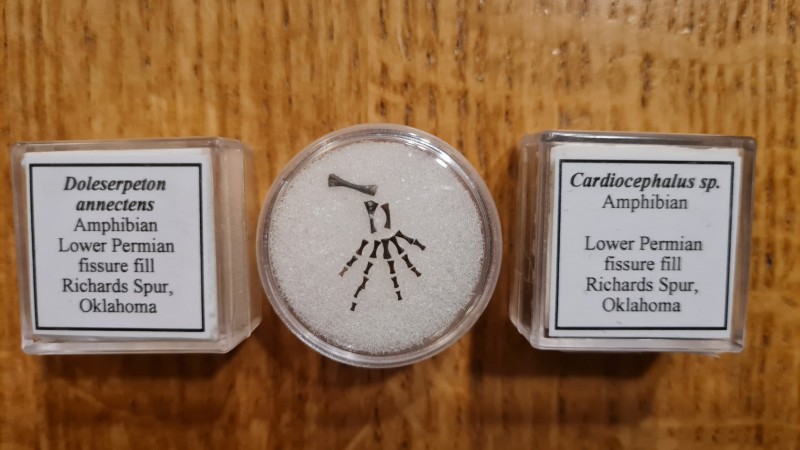 Doleserpeton
annectens
Amphibian
Lower Permian
fissure fill
Richards Spur,
Oklahoma
Cardiocephalus sp.
Amphibian
Lower Permian
fissure fill
Richards Spur,
Oklahoma